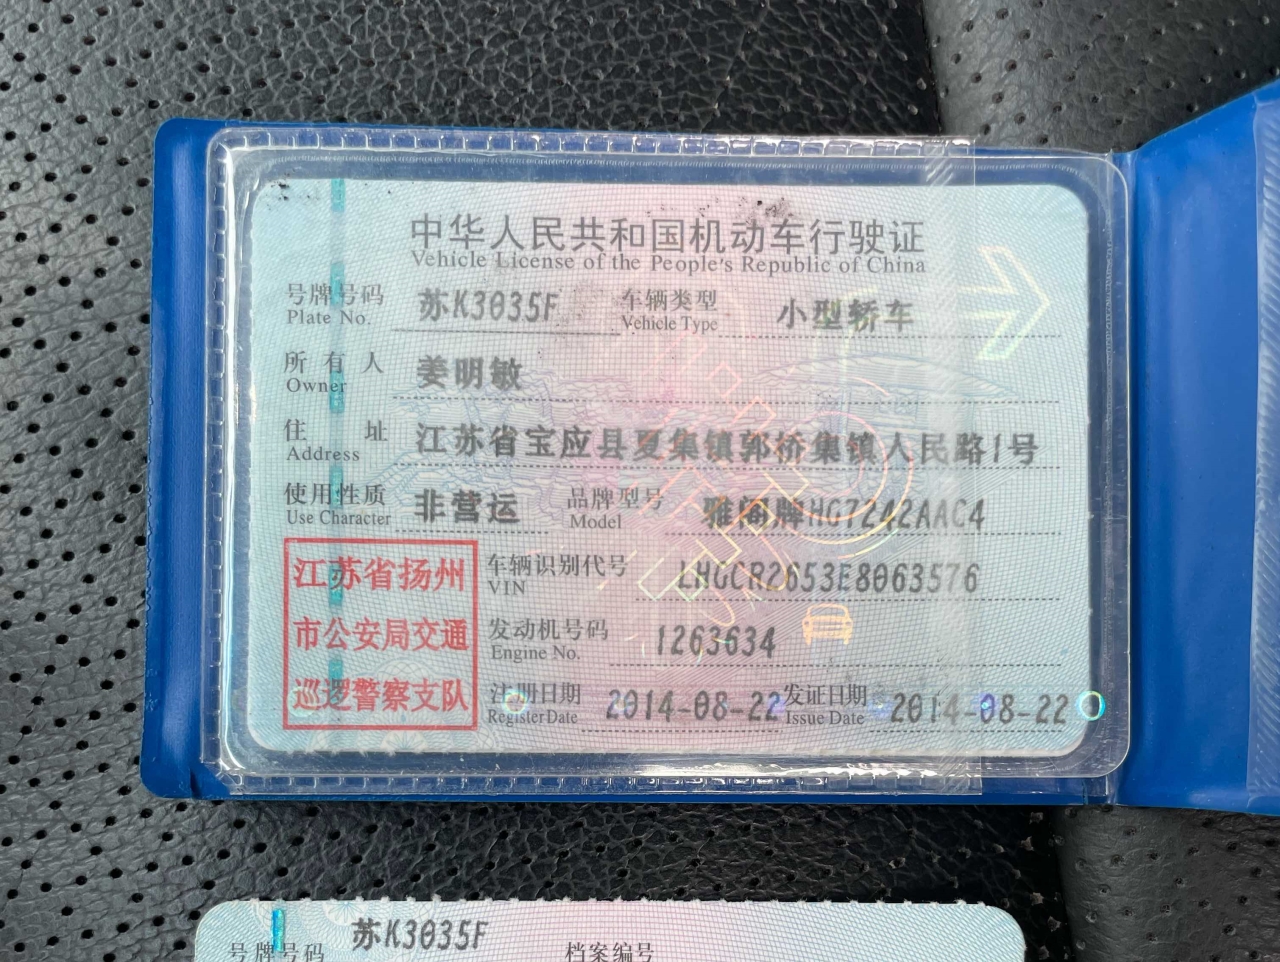 中华人民共和国机动车行驶证
Vehicle License of the People's Republic of China
号牌号码 苏K3035F 车辆类型 小型轿车
Plate No. Vehicle Type
所有人 姜明敏
Owner
住址 江苏省宝应县夏集镇郭桥集镇人民路1号
Address
使用性质 非营运 品牌型号 雅阁牌HG7242AAC4
Use Character Model
江苏省扬州
市公安局交通
巡逻警察支队
车辆识别代号 LHGCR2653E8063576
VIN
发动机号码 1263634
Engine No.
注册日期 2014-08-22 发证日期 2014-08-22
Register Date Issue Date
号牌号码 苏K3035F 档案编号